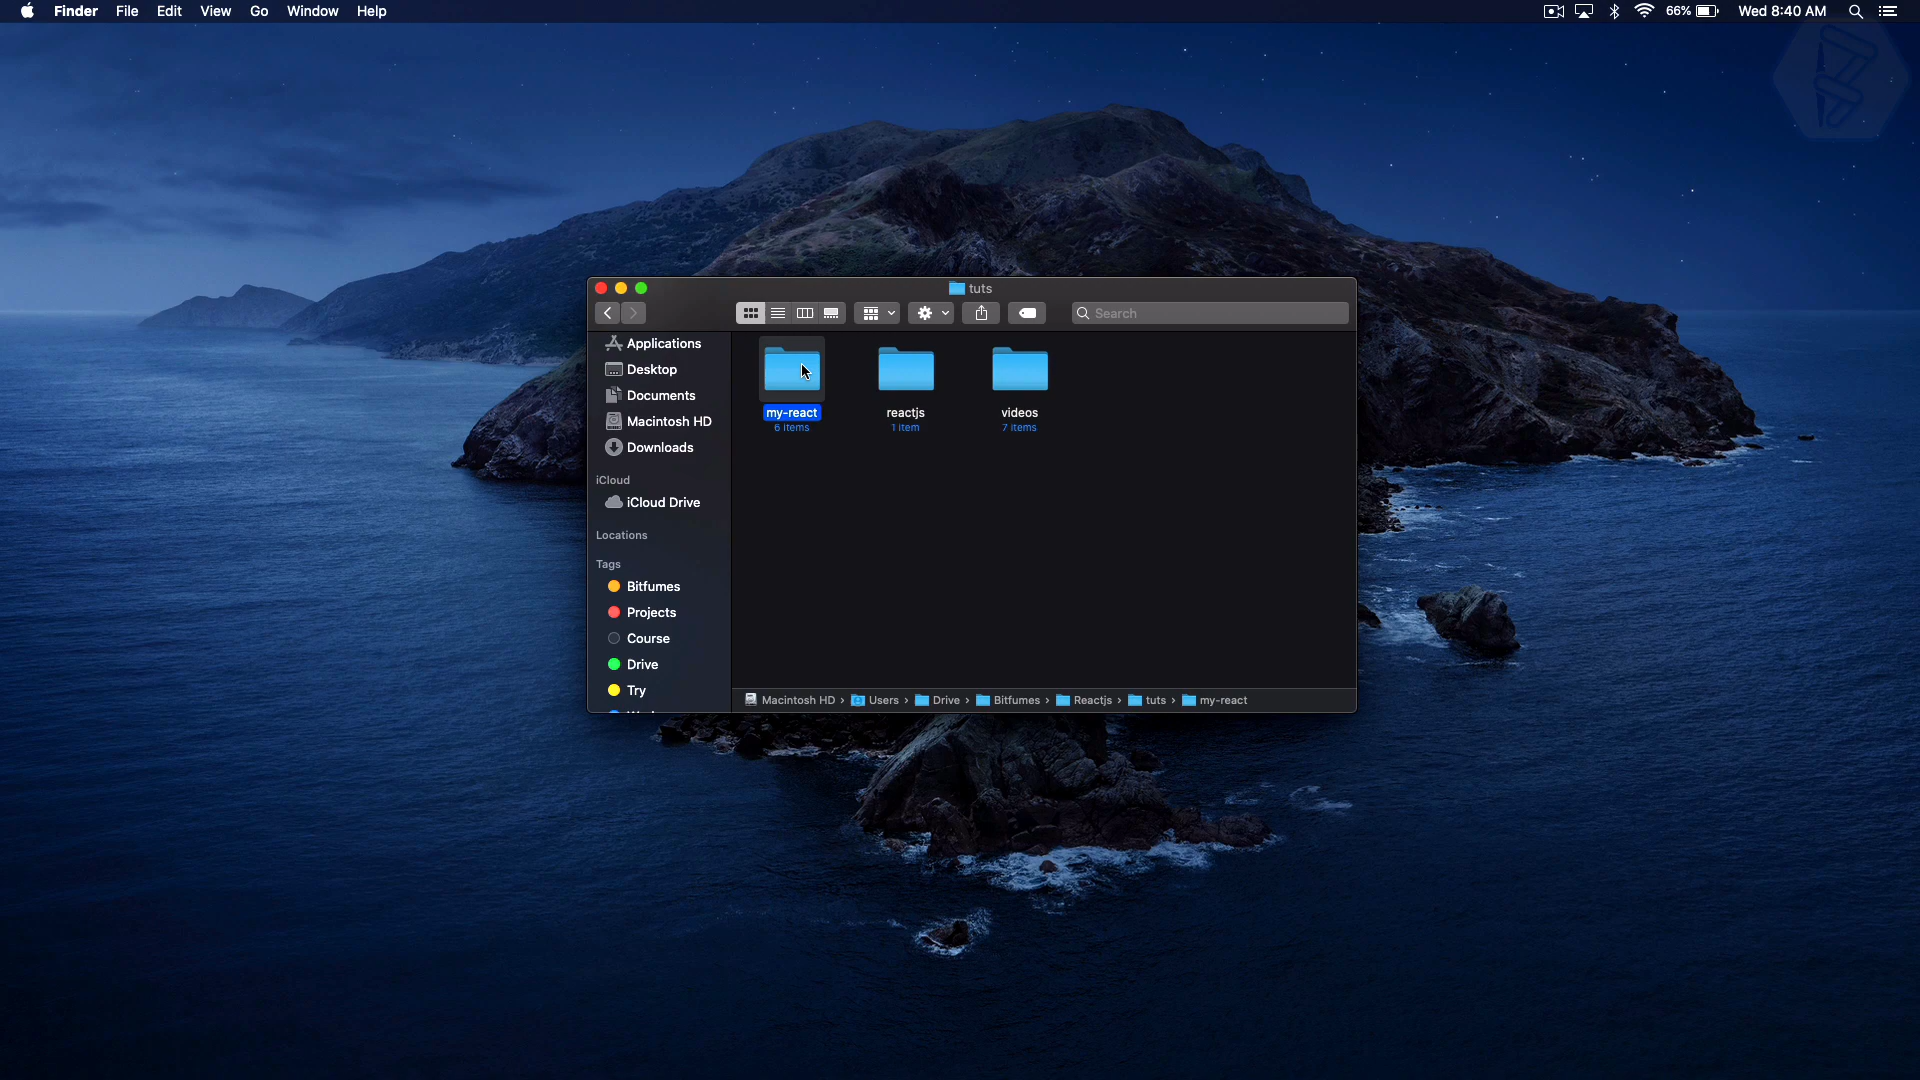 Finder File Edit View Go Window Help 66% Wed 8:40 AM
tuts
Search
Applications
Desktop
Documents
Macintosh HD
Downloads
iCloud
iCloud Drive
Locations
Tags
Bitfumes
Projects
Course
Drive
Try
my-react reactjs videos
6 items 1 item 7 items
Macintosh HD › Users › Drive › Bitfumes › Reactjs › tuts › my-react